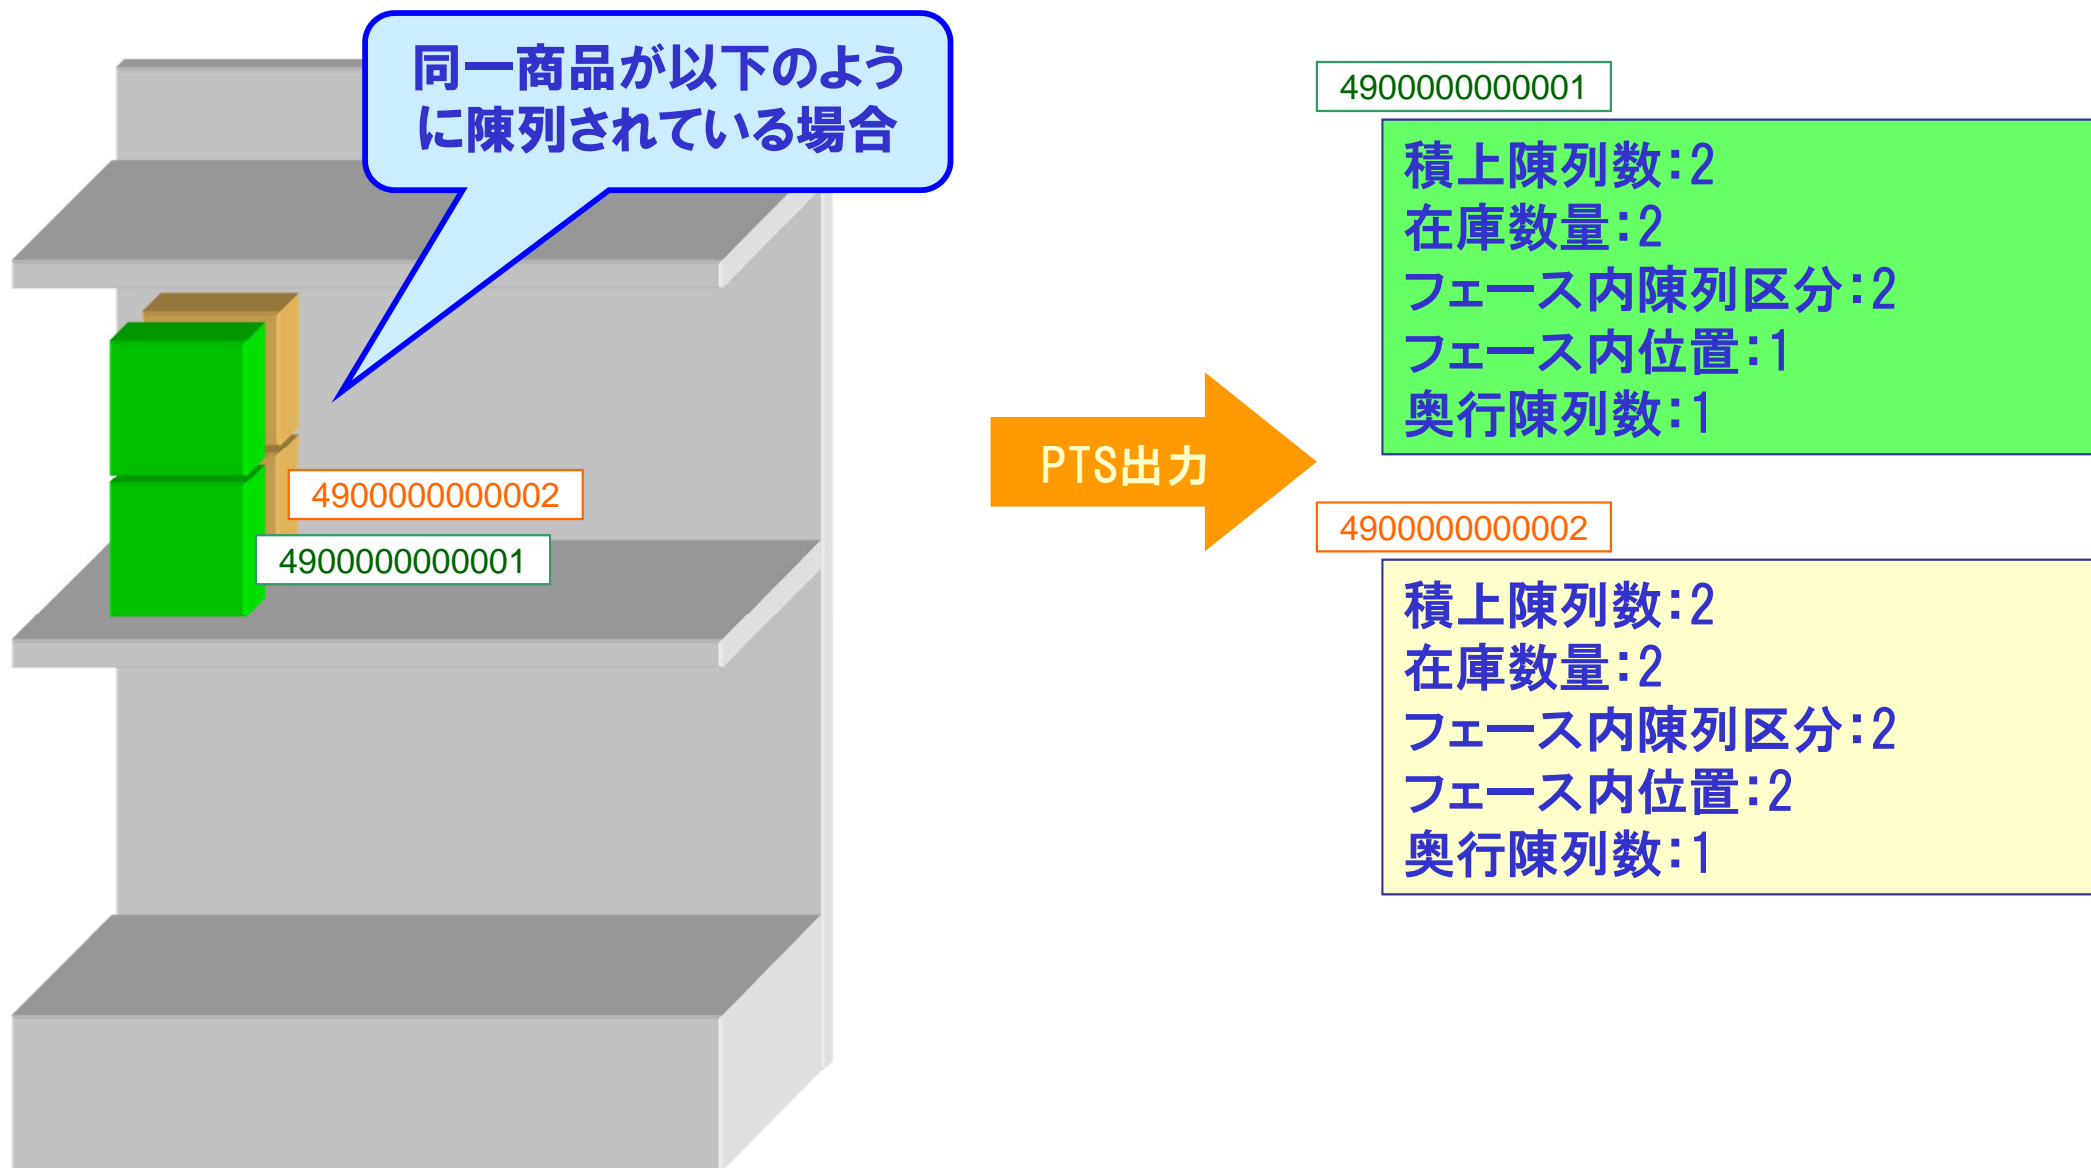 同一商品が以下のよう
に陳列されている場合
4900000000002
4900000000001
PTS出力
4900000000001
積上陳列数:2
在庫数量:2
フェース内陳列区分:2
フェース内位置:1
奥行陳列数:1
4900000000002
積上陳列数:2
在庫数量:2
フェース内陳列区分:2
フェース内位置:2
奥行陳列数:1